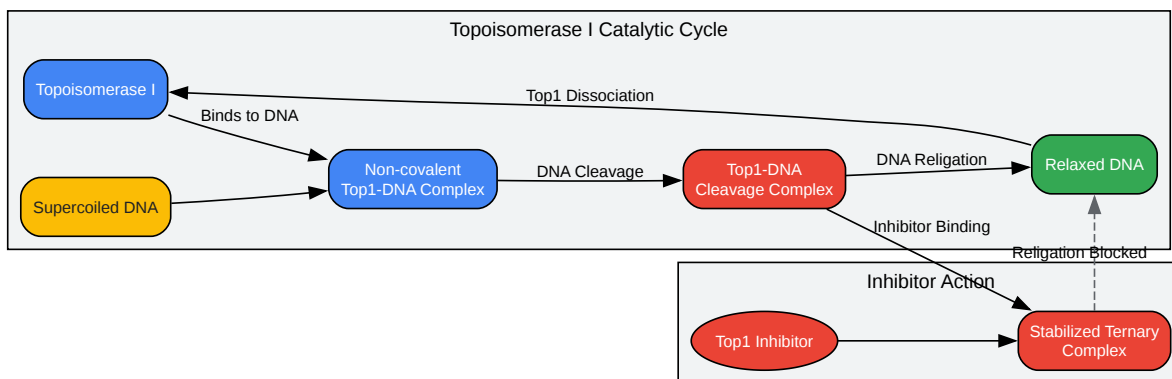 Topoisomerase I Catalytic Cycle
Topoisomerase I
Top1 Dissociation
Binds to DNA
Non-covalent
Top1-DNA Complex
DNA Cleavage
Top1-DNA
Cleavage Complex
DNA Religation
Relaxed DNA
Supercoiled DNA
Inhibitor Binding
Religation Blocked
Inhibitor Action
Top1 Inhibitor
Stabilized Ternary
Complex